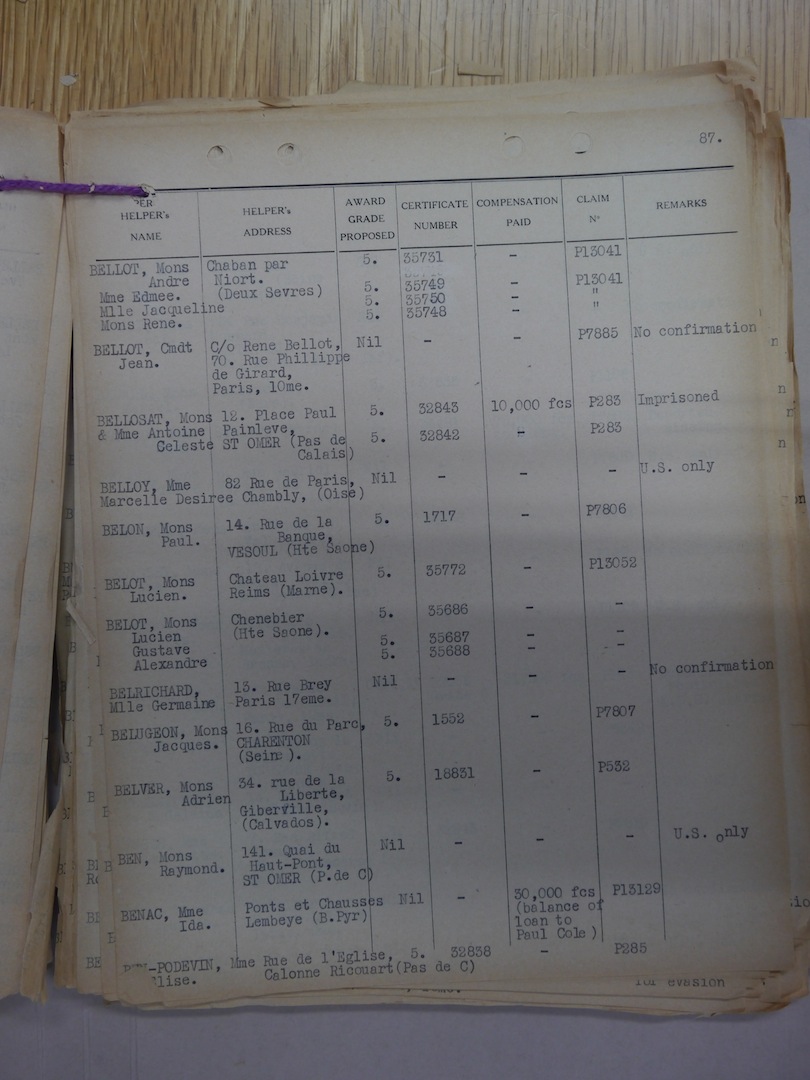 87.
HELPER's NAME HELPER's ADDRESS AWARD GRADE PROPOSED CERTIFICATE NUMBER COMPENSATION PAID CLAIM Nº REMARKS
BELLOT, Mons Chaban par 5. 35731 - P13041
Andre Niort. 5. 35749 - P13041
Mme Edmee. (Deux Sevres) 5. 35750 - "
Mlle Jacqueline 5. 35748 - "
Mons Rene.
BELLOT, Cmdt C/o Rene Bellot, Nil - - P7885 No confirmation
Jean. 70. Rue Phillippe
de Girard,
Paris, 10me.
BELLOSAT, Mons 12. Place Paul 5. 32843 10,000 fcs P283 Imprisoned
& Mme Antoine Painleve, 5. 32842 - P283
Celeste ST OMER (Pas de
Calais)
BELLOY, Mme 82 Rue de Paris, Nil - - - U.S. only
Marcelle Desiree Chambly, (Oise)
BELON, Mons 14. Rue de la 5. 1717 - P7806
Paul. Banque,
VESOUL (Hte Saone)
BELOT, Mons Chateau Loivre 5. 35772 - P13052
Lucien. Reims (Marne).
BELOT, Mons Chenebier 5. 35686 - -
Lucien (Hte Saone). 5. 35687 - -
Gustave 5. 35688 - -
Alexandre
BELRICHARD, 13. Rue Brey Nil - - - No confirmation
Mlle Germaine Paris 17eme.
BELUGEON, Mons 16. Rue du Parc, 5. 1552 - P7807
Jacques. CHARENTON
(Seine).
BELVER, Mons 34. rue de la 5. 18831 - P532
Adrien Liberte,
Giberville,
(Calvados).
BEN, Mons 141. Quai du Nil - - - U.S. only
Raymond. Haut-Pont,
ST OMER (P.de C)
BENAC, Mme Ponts et Chausses Nil - 30,000 fcs P13129
Ida. Lembeye (B.Pyr) (balance of
loan to
Paul Cole)
-PODEVIN, Mme Rue de l'Eglise, 5. 32838 - P285
lise. Calonne Ricouart(Pas de C)
evasion